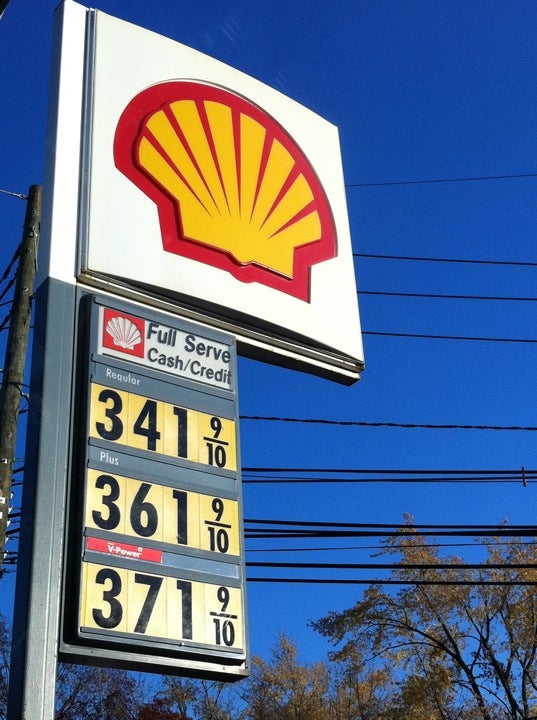 Full Serve
Cash/Credit
Regular
341 9/10
Plus
361 9/10
V-Power
371 9/10